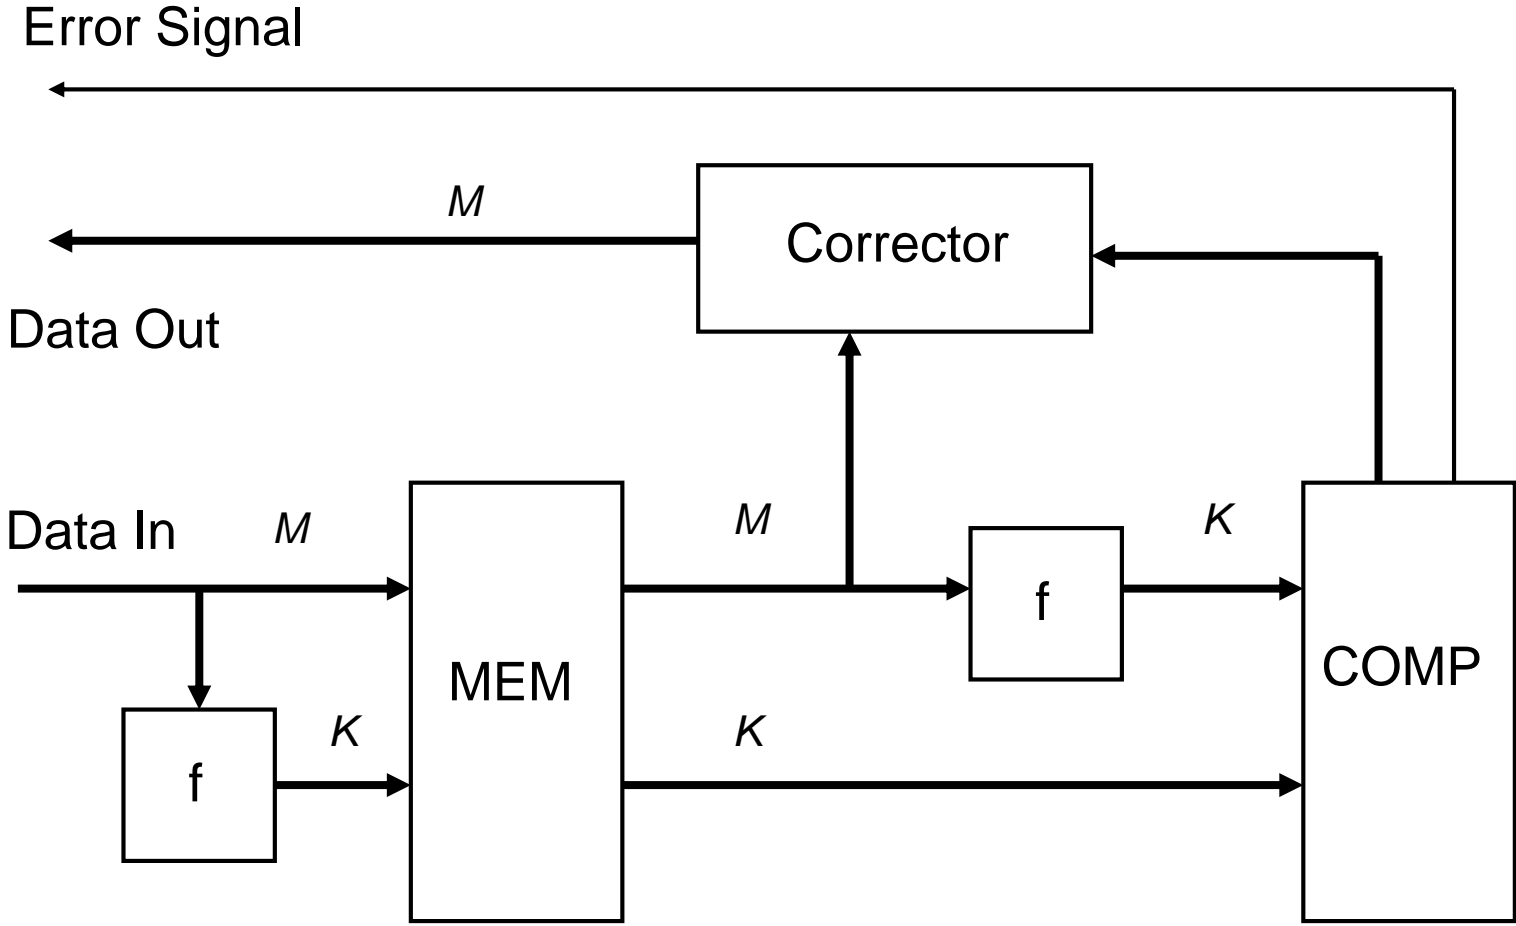 Error Signal
M
Corrector
Data Out
Data In
M
M
K
f
MEM
COMP
K
K
f